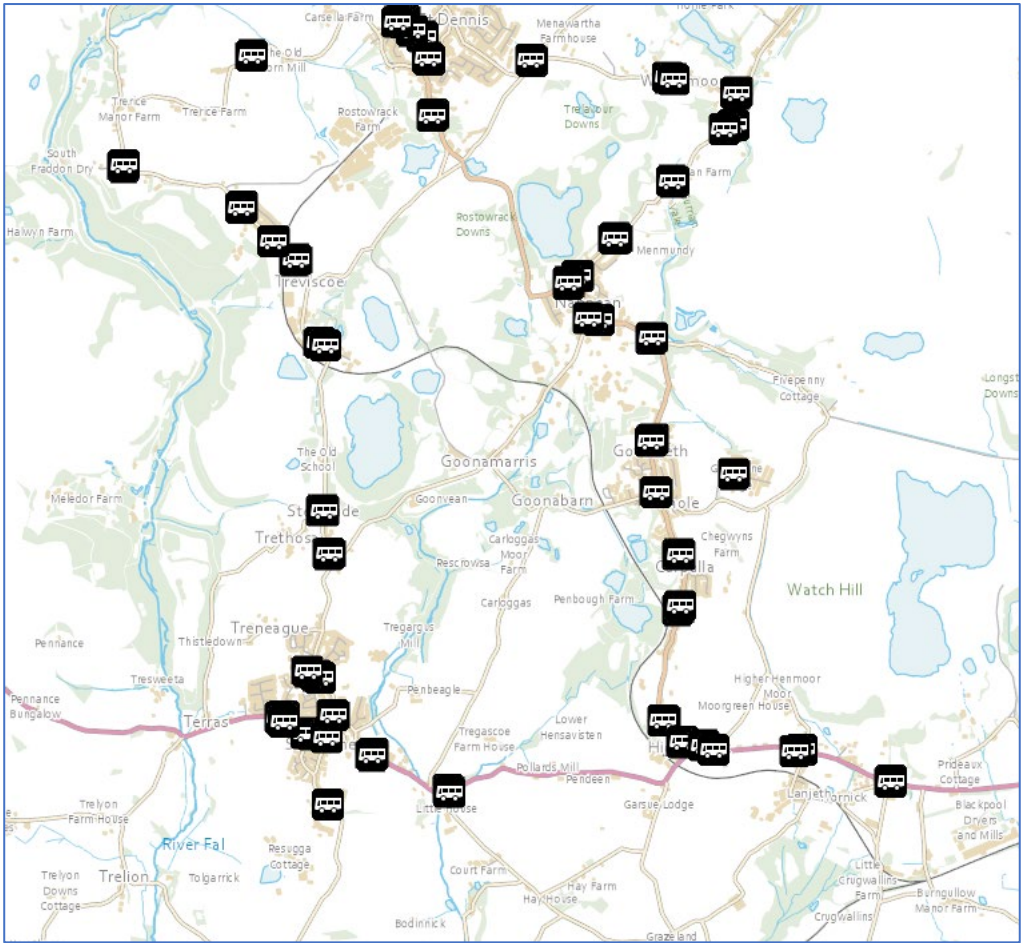 Carsella Farm
Dennis
Menawartha
Farmhouse
Trerice
Manor Farm
Trerice Farm
Rostowrack
Farm
Trelavour
Downs
South
Fraddon Dry
Halwyn Farm
Rostowrack
Downs
Menmundy
Treviscoe
Fivepenny
Cottage
Downs
The Old
School
Goonamarris
Meledor Farm
Goonvean
Goonabarn
Carloggas
Moor
Farm
Rescrowsa
Chegwyns
Farm
Carloggas
Penbough Farm
Watch Hill
Treneague
Thistledown
Tregargus
Mill
Pennance
Tresweeta
Pennance
Bungalow
Penbeagle
Higher Henmoor
Moor
Moorgreen House
Terras
Lower
Hensavisten
Tregascoe
Farm House
Pollards Mill
Pendeen
Prideaux
Cottage
Little House
Garsue Lodge
Lanjeth
Blackpool
Dryers
and Mills
Trelyon
Farm House
River Fal
Resugga
Cottage
Trelyon
Downs
Cottage
Trelion
Tolgarrick
Court Farm
Hay Farm
Hay House
Little
Crugwallins
Farm
Burngullow
Manor Farm
Crugwallins
Bodinnick
Grazeland